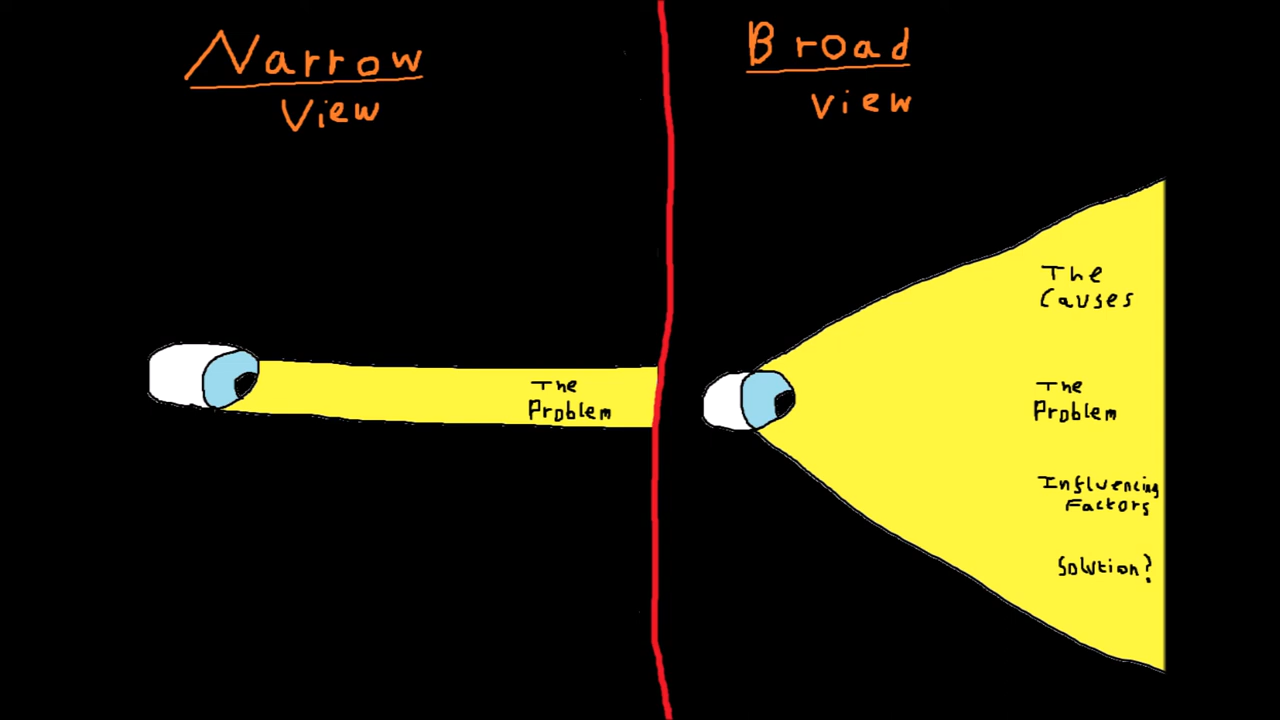 Narrow
View
The
Problem
Broad
View
The
Causes
The
Problem
Influencing
Factors
Solution?